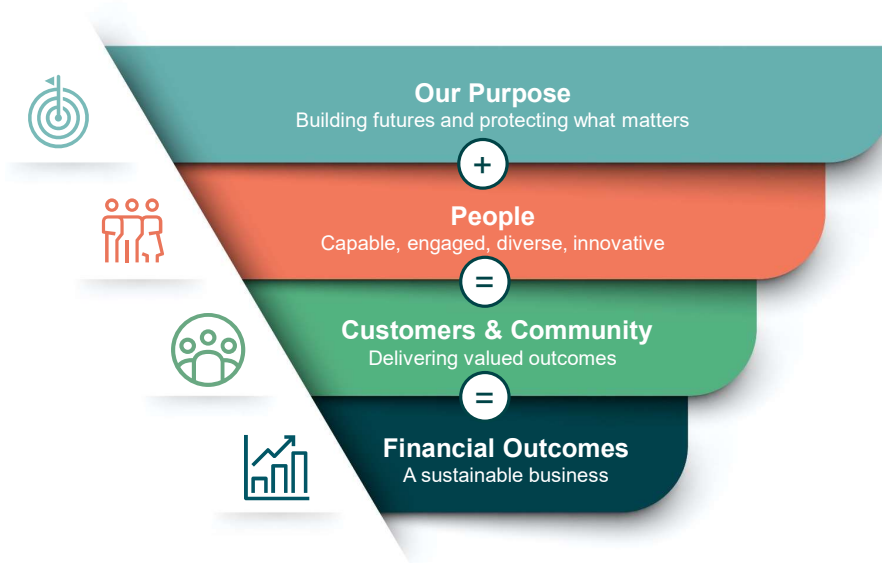 Our Purpose
Building futures and protecting what matters
+
People
Capable, engaged, diverse, innovative
=
Customers & Community
Delivering valued outcomes
=
Financial Outcomes
A sustainable business